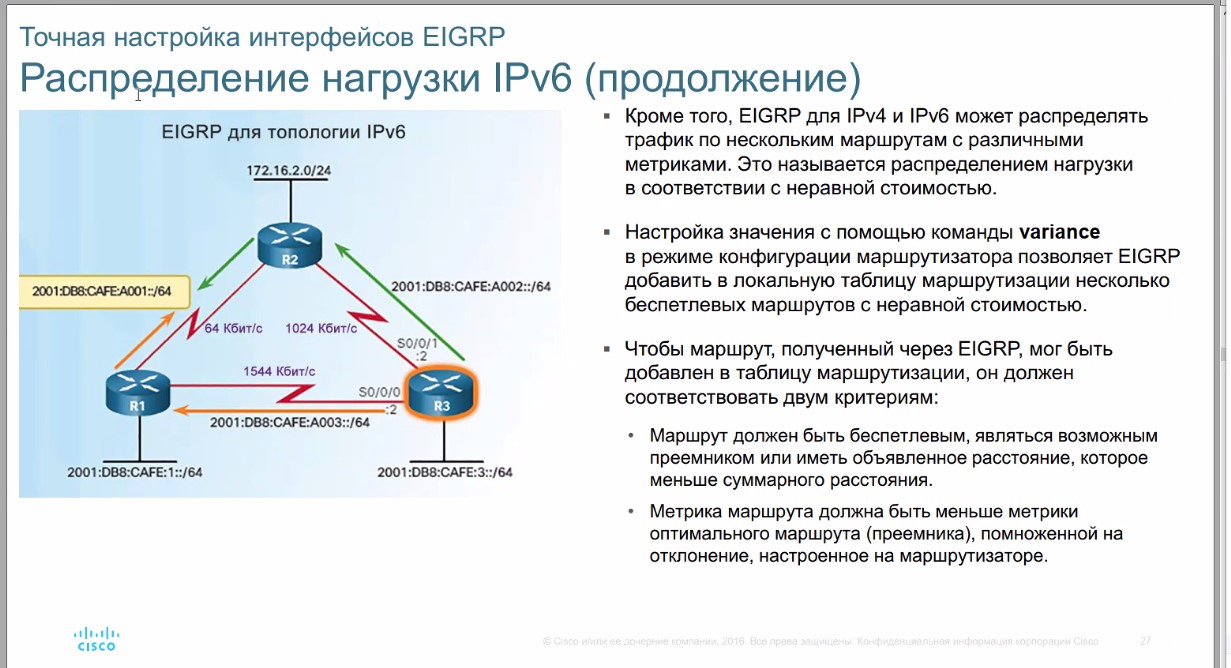 Точная настройка интерфейсов EIGRP
Распределение нагрузки IPv6 (продолжение)
EIGRP для топологии IPv6
172.16.2.0/24
R2
2001:DB8:CAFE:A001::/64
2001:DB8:CAFE:A002::/64
64 Кбит/с
1024 Кбит/с
S0/0/1
:2
1544 Кбит/с
S0/0/0
:2
R1
R3
2001:DB8:CAFE:A003::/64
2001:DB8:CAFE:1::/64
2001:DB8:CAFE:3::/64
▪ Кроме того, EIGRP для IPv4 и IPv6 может распределять
трафик по нескольким маршрутам с различными
метриками. Это называется распределением нагрузки
в соответствии с неравной стоимостью.
▪ Настройка значения с помощью команды variance
в режиме конфигурации маршрутизатора позволяет EIGRP
добавить в локальную таблицу маршрутизации несколько
беспетлевых маршрутов с неравной стоимостью.
▪ Чтобы маршрут, полученный через EIGRP, мог быть
добавлен в таблицу маршрутизации, он должен
соответствовать двум критериям:
• Маршрут должен быть беспетлевым, являться возможным
преемником или иметь объявленное расстояние, которое
меньше суммарного расстояния.
• Метрика маршрута должна быть меньше метрики
оптимального маршрута (преемника), помноженной на
отклонение, настроенное на маршрутизаторе.
CISCO
© Cisco и/или ее дочерние компании, 2016. Все права защищены. Конфиденциальная информация корпорации Cisco
27